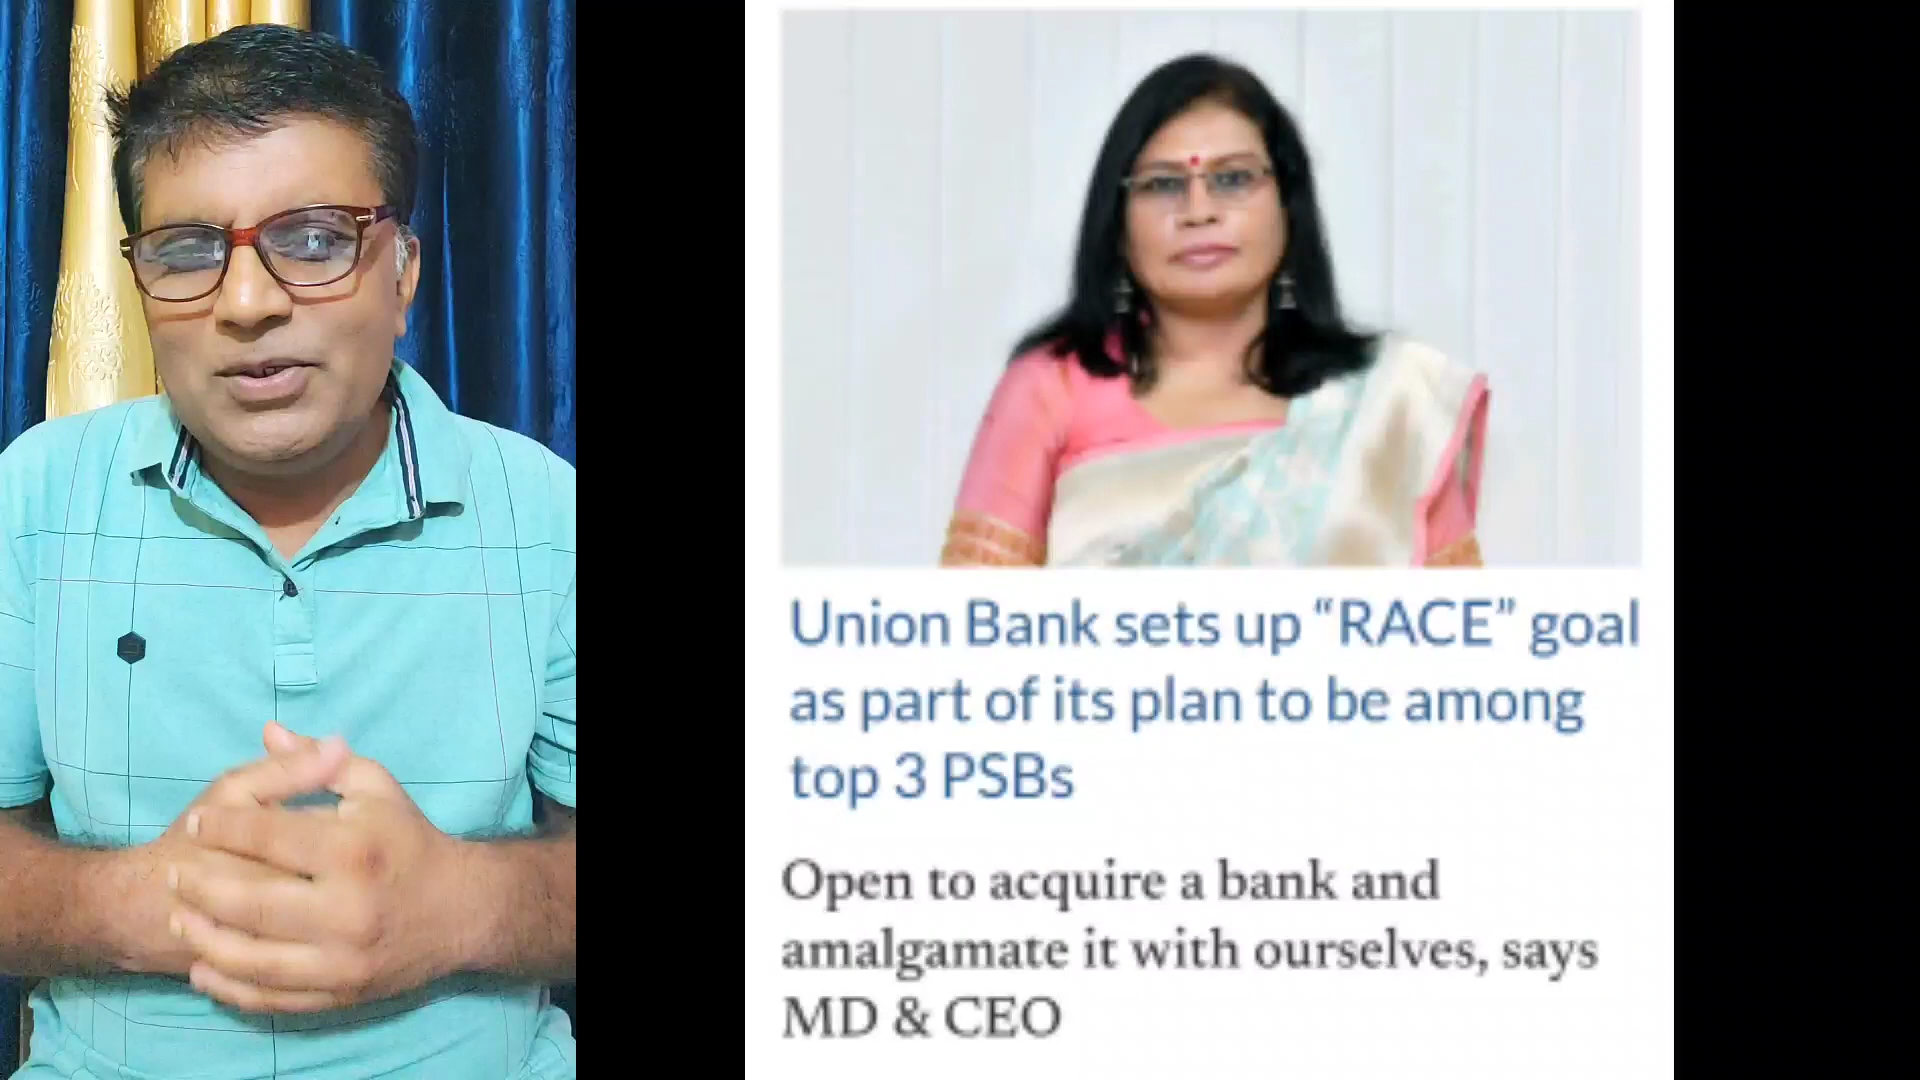 Union Bank sets up “RACE” goal
as part of its plan to be among
top 3 PSBs
Open to acquire a bank and
amalgamate it with ourselves, says
MD & CEO